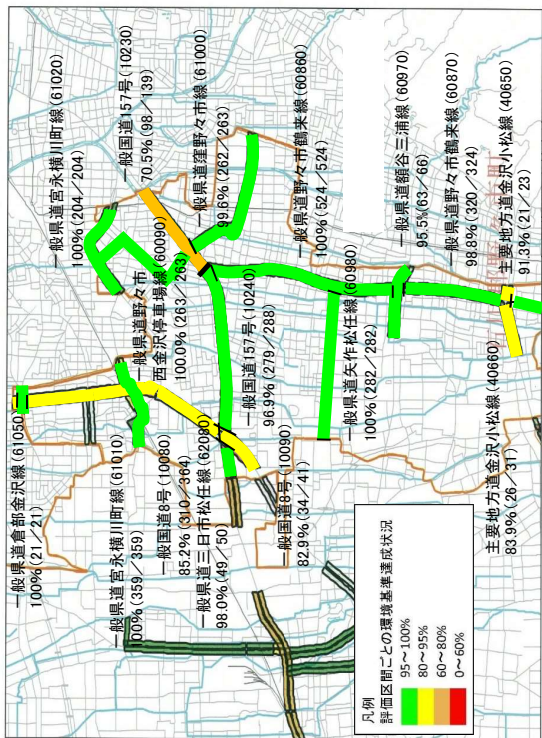 一般県道倉部金沢線(61050)
100%(21/21)
一般県道宮永横川町線(61010)
100%(359/359)
一般国道8号(10080)
85.2%(310/364)
一般県道三日市松任線(62080)
98.0%(49/50)
一般国道8号(10090)
82.9%(34/41)
主要地方道金沢小松線(40660)
83.9%(26/31)
一般県道宮永横川町線(61020)
100%(204/204)
一般県道野々市
西金沢停車場線(60090)
100.0%(263/263)
一般国道157号(10240)
96.9%(279/288)
一般県道矢作松任線(60980)
100%(282/282)
一般国道157号(10230)
70.5%(98/139)
一般県道窪野々市線(61000)
99.6%(262/263)
一般県道野々市鶴来線(60860)
100%(524/524)
一般県道額谷三浦線(60970)
95.5%(63/66)
一般県道野々市鶴来線(60870)
98.8%(320/324)
主要地方道金沢小松線(40650)
91.3%(21/23)
凡例
評価区間ごとの環境基準達成状況
95~100%
80~95%
60~80%
0~60%